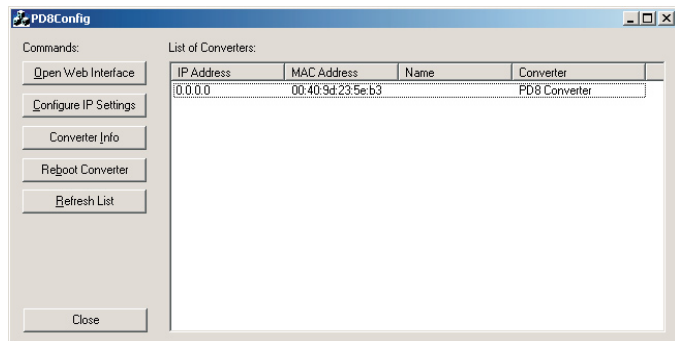 PD8Config
Commands:
List of Converters:
Open Web Interface
Configure IP Settings
Converter Info
Reboot Converter
Refresh List
Close
IP Address MAC Address Name Converter
0.0.0.0 00:40:9d:23:5e:b3 PD8 Converter